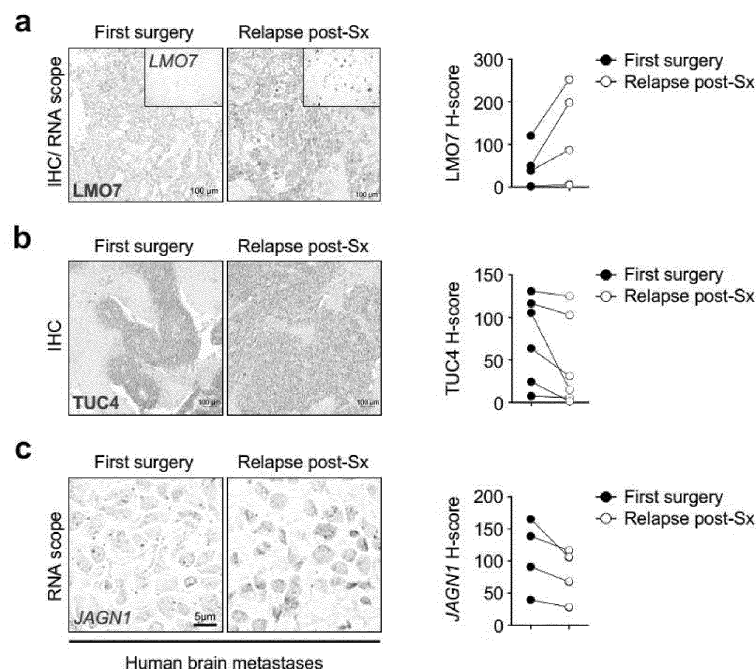 a
First surgery
Relapse post-Sx
IHC/ RNA scope
LMO7
LMO7
100 µm
100 µm
LMO7 H-score
300
200
100
0
First surgery
Relapse post-Sx
b
First surgery
Relapse post-Sx
IHC
TUC4
100 µm
100 µm
TUC4 H-score
150
100
50
0
First surgery
Relapse post-Sx
c
First surgery
Relapse post-Sx
RNA scope
JAGN1
5µm
JAGN1 H-score
200
150
100
50
0
First surgery
Relapse post-Sx
Human brain metastases